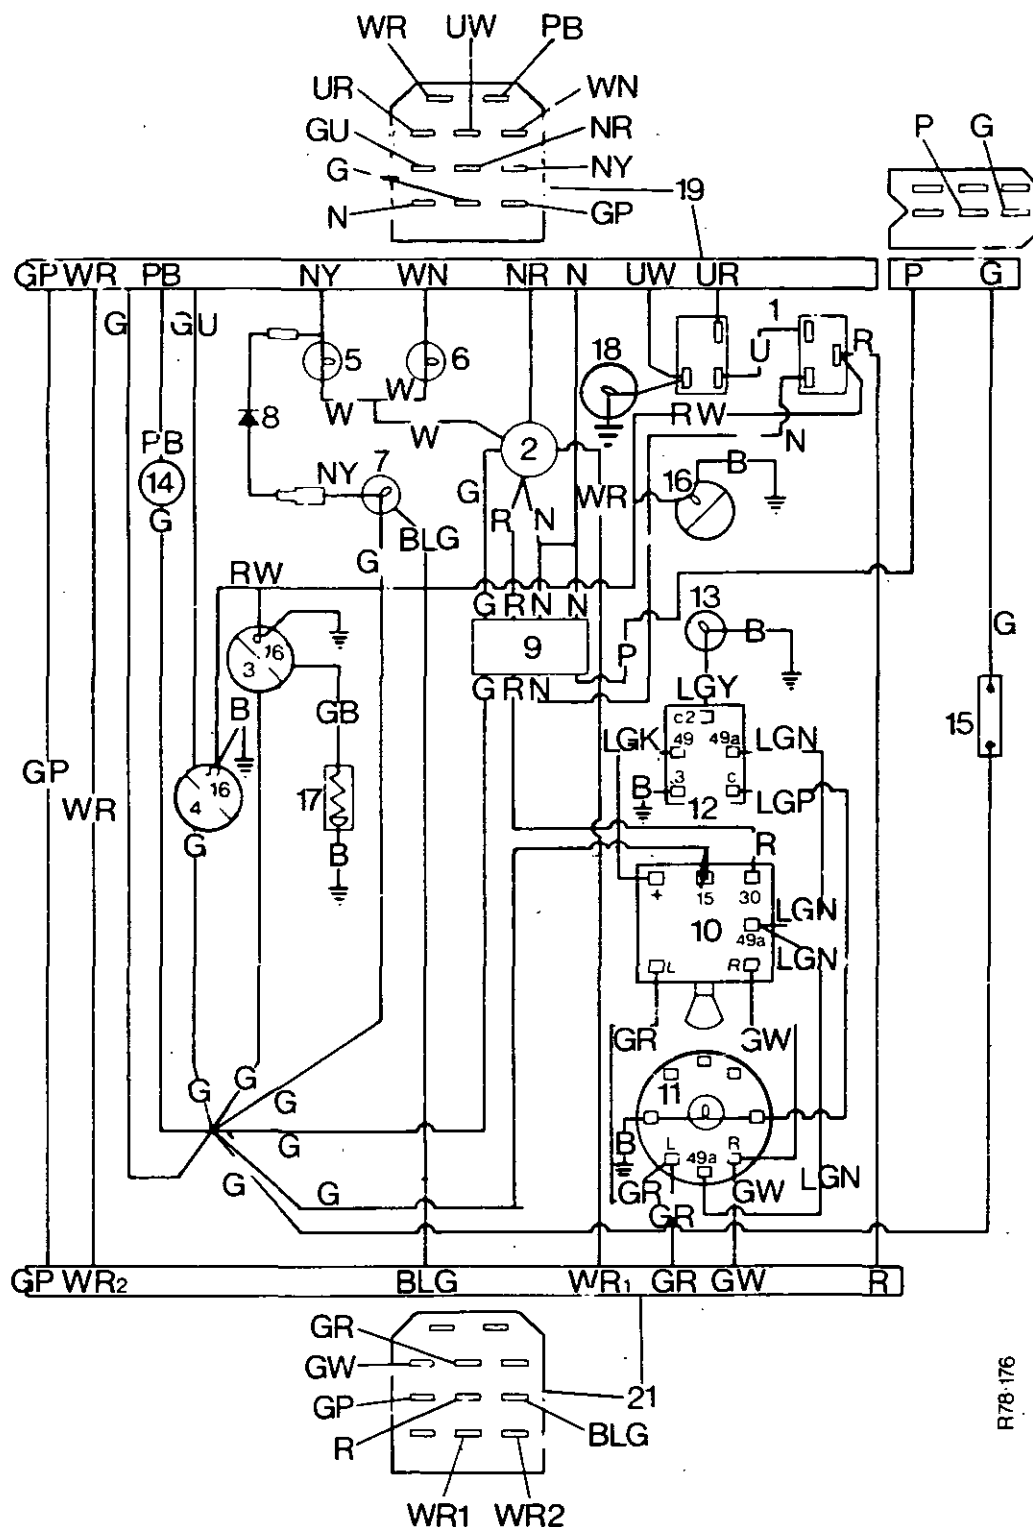 WR UW PB
UR WN
GU NR P G
G NY
N GP 19
GP WR PB NY WN NR N UW UR P G
G GU 1
5 6 18 U R
W W
8 W RW
PB 2 N
14 NY 7 G WR 16 B
G R N
BLG
G
RW G R N N 13
16 9 B G
3 P
G R N LGY
B GB c2
LGK 49 49a LGN 15
GP 16 17 B 3 c
WR 4 12 LGP
G B R
+ 15 30
10 LGN
49a
LGN
L R
GR GW
G G 11
G
G B L 49a R
G G GR GW LGN
GR
GP WR2 BLG WR1 GR GW R
GR
GW
GP 21
R BLG
WR1 WR2
R78·176